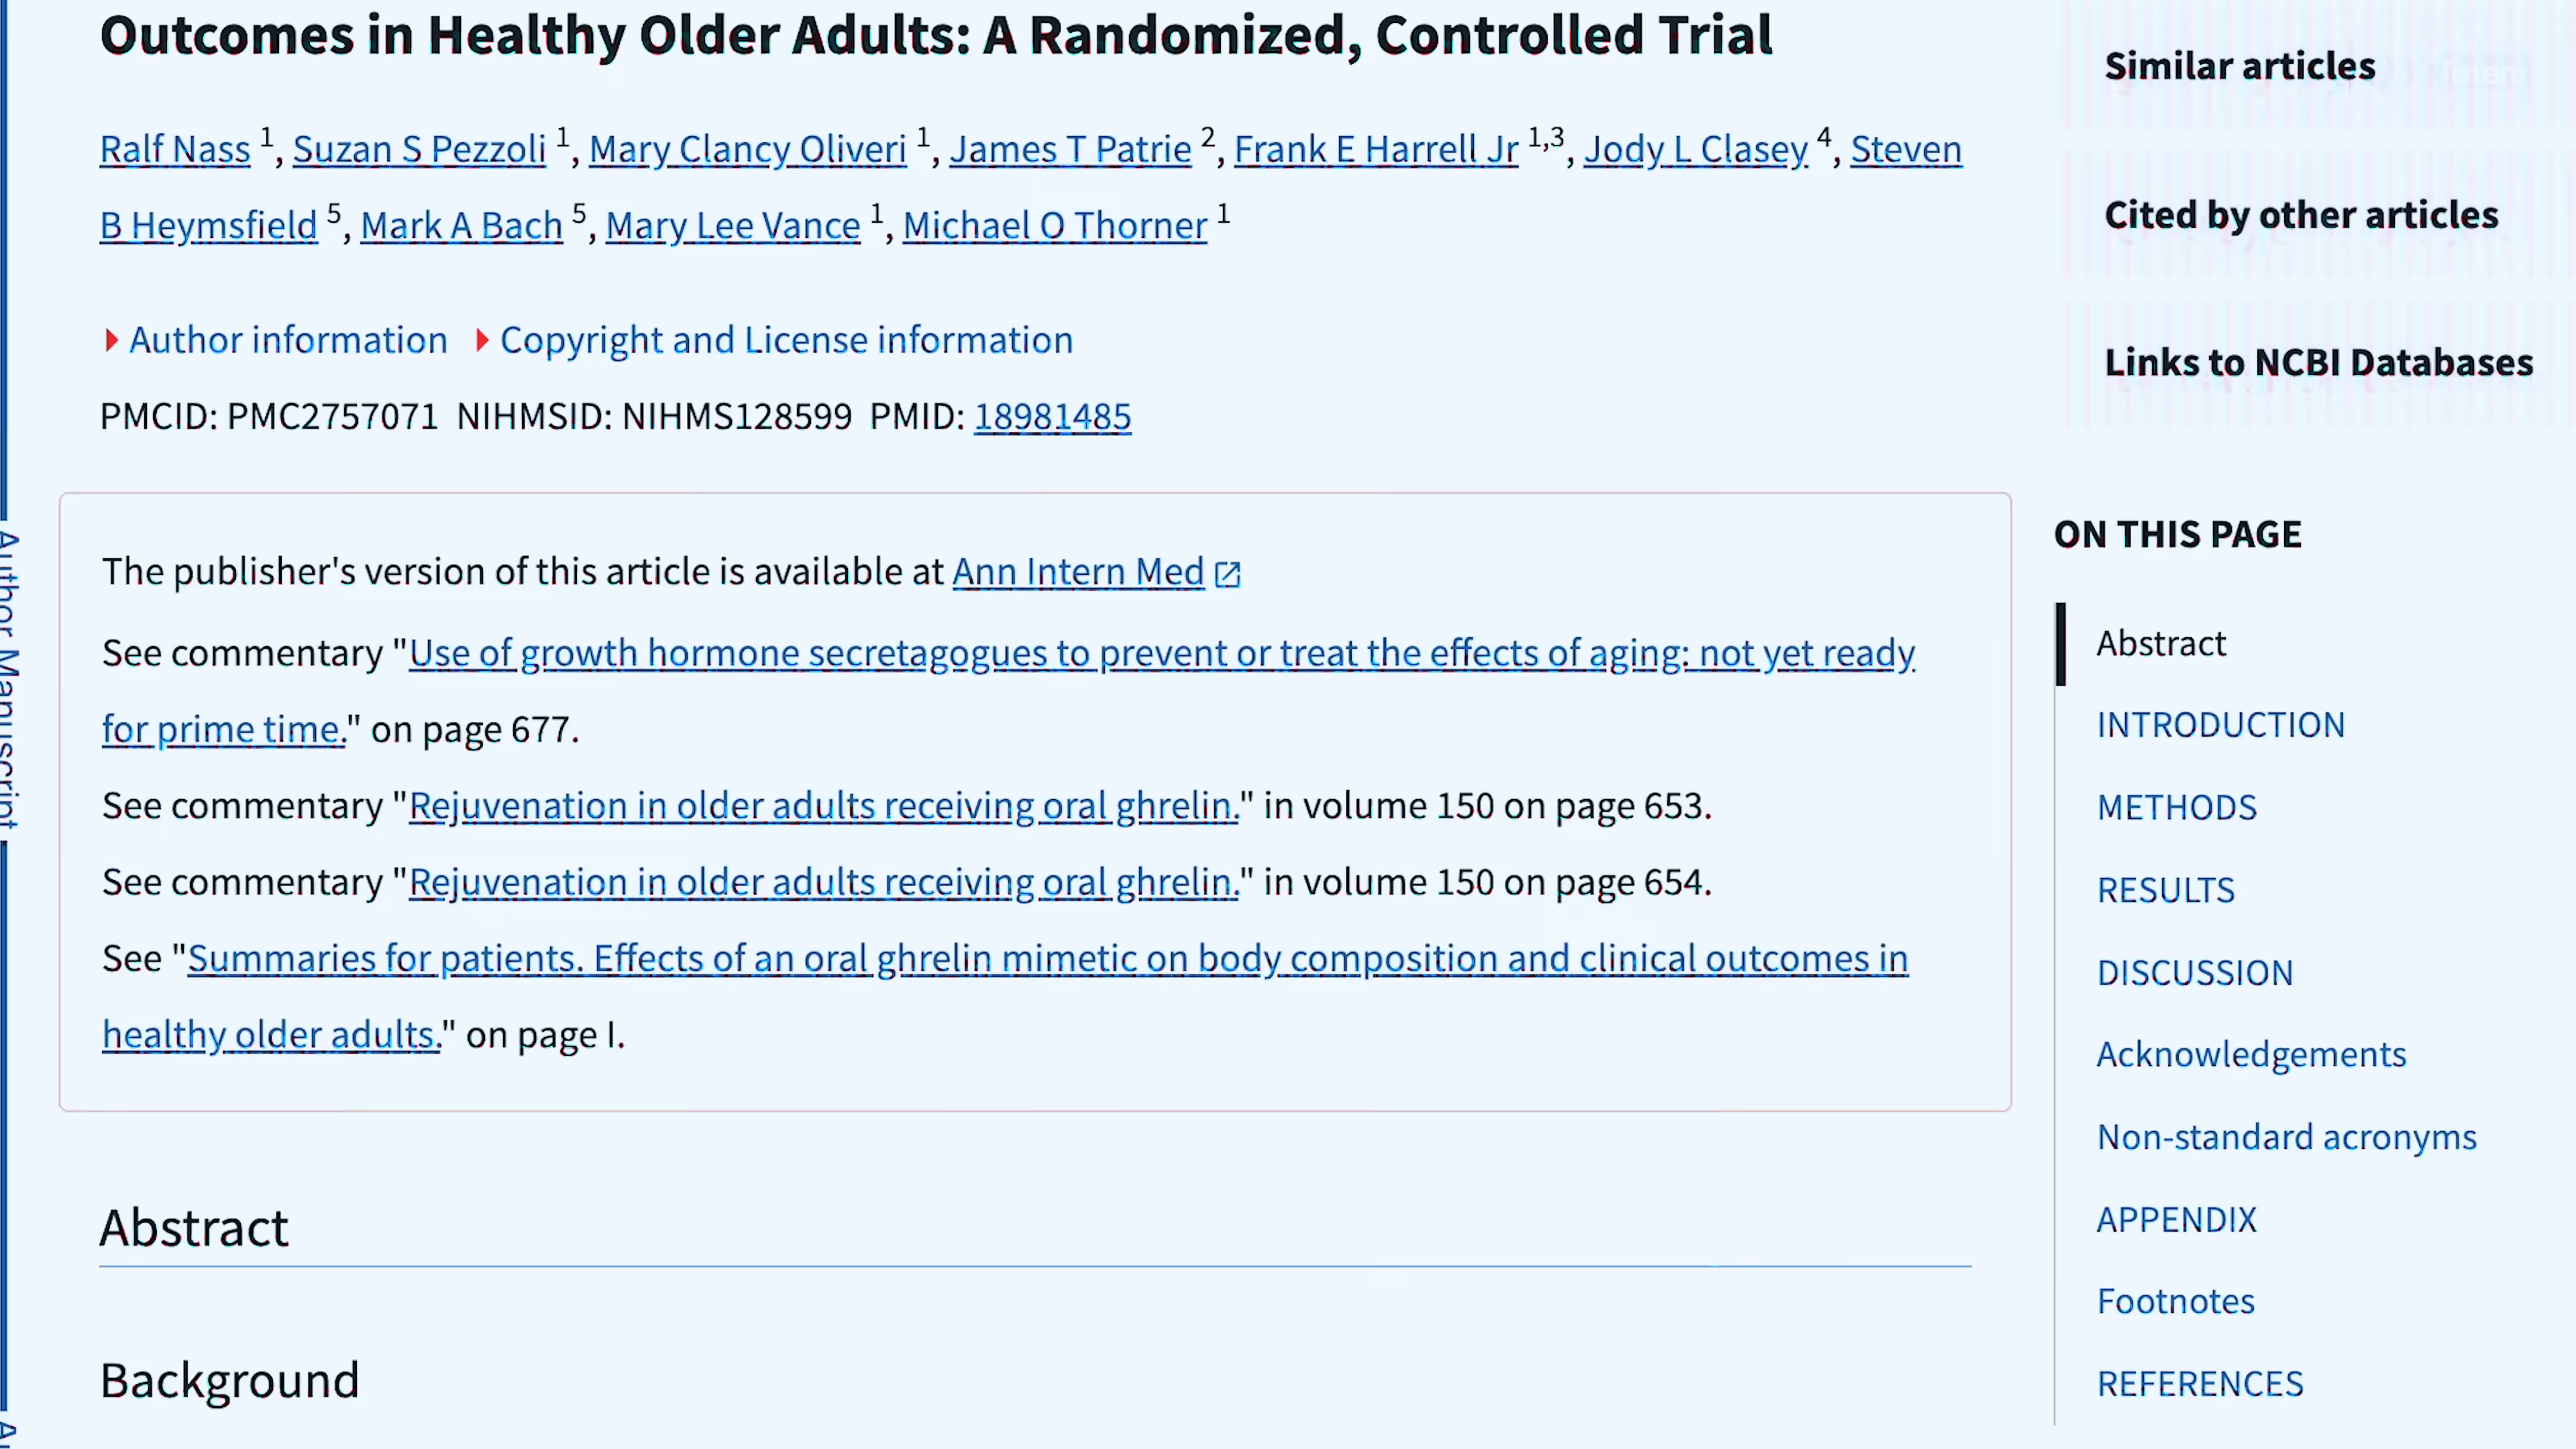 Outcomes in Healthy Older Adults: A Randomized, Controlled Trial
Ralf Nass 1, Suzan S Pezzoli 1, Mary Clancy Oliveri 1, James T Patrie 2, Frank E Harrell Jr 1,3, Jody L Clasey 4, Steven
B Heymsfield 5, Mark A Bach 5, Mary Lee Vance 1, Michael O Thorner 1
Author information Copyright and License information
PMCID: PMC2757071 NIHMSID: NIHMS128599 PMID: 18981485
The publisher's version of this article is available at Ann Intern Med
See commentary "Use of growth hormone secretagogues to prevent or treat the effects of aging: not yet ready
for prime time." on page 677.
See commentary "Rejuvenation in older adults receiving oral ghrelin." in volume 150 on page 653.
See commentary "Rejuvenation in older adults receiving oral ghrelin." in volume 150 on page 654.
See "Summaries for patients. Effects of an oral ghrelin mimetic on body composition and clinical outcomes in
healthy older adults." on page I.
Abstract
Background
Author Manuscript
Similar articles
Cited by other articles
Links to NCBI Databases
ON THIS PAGE
Abstract
INTRODUCTION
METHODS
RESULTS
DISCUSSION
Acknowledgements
Non-standard acronyms
APPENDIX
Footnotes
REFERENCES